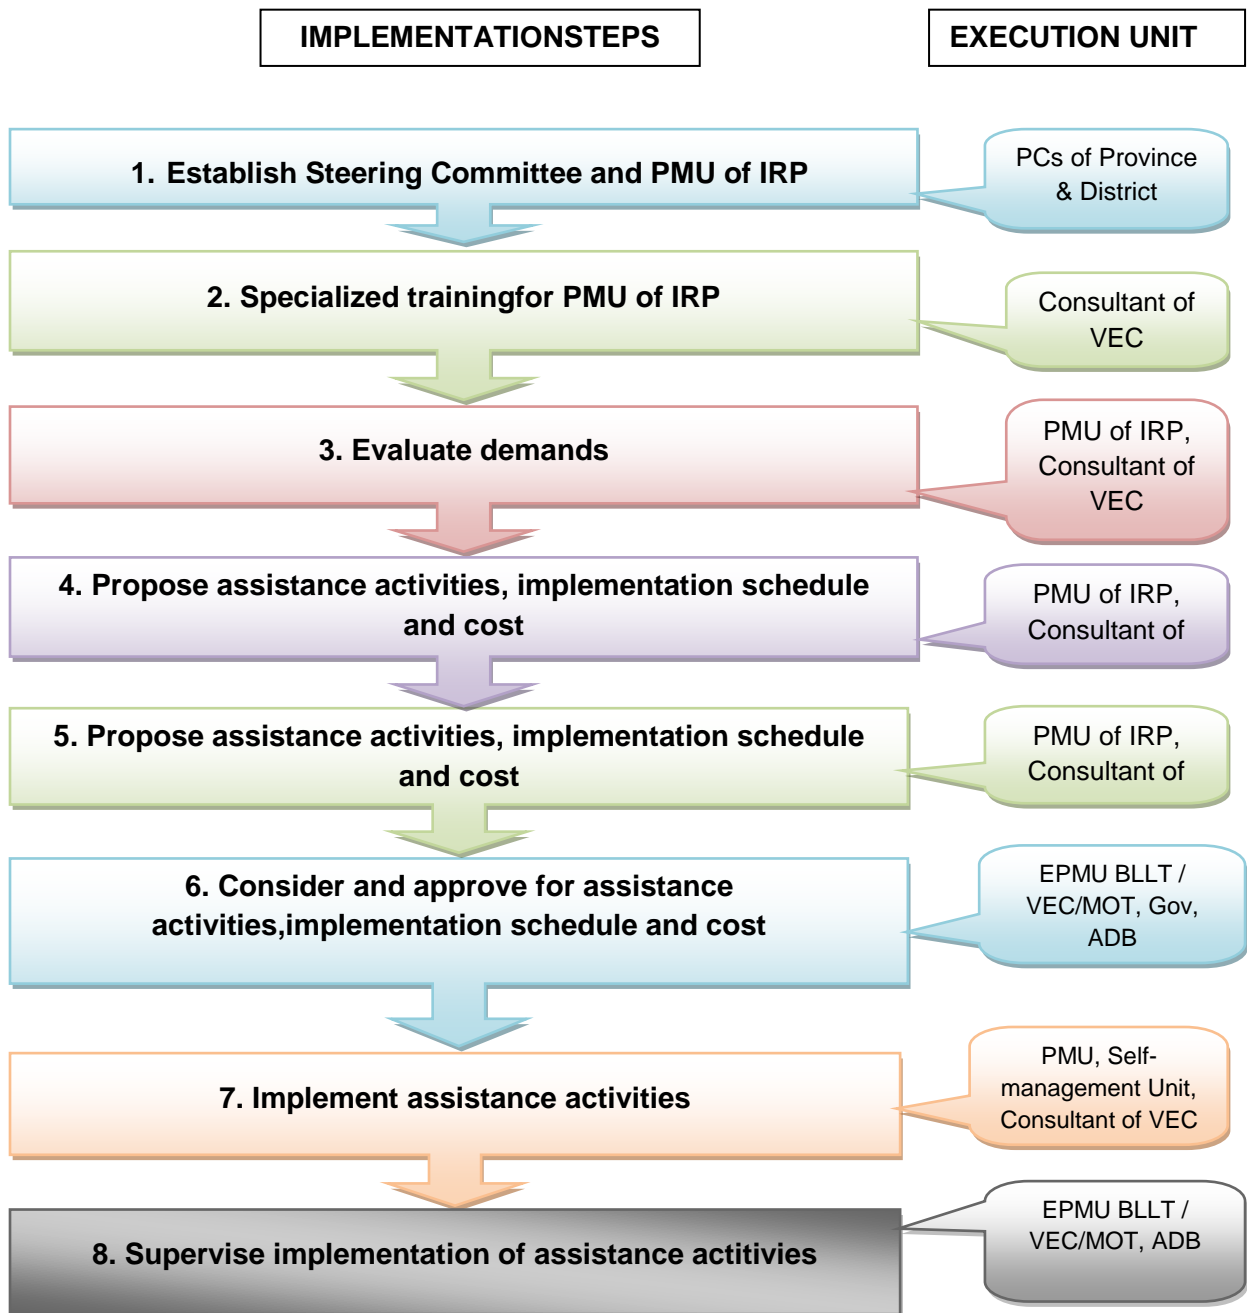 IMPLEMENTATIONSTEPS
EXECUTION UNIT
1. Establish Steering Committee and PMU of IRP
PCs of Province
& District
2. Specialized trainingfor PMU of IRP
Consultant of
VEC
3. Evaluate demands
PMU of IRP,
Consultant of
VEC
4. Propose assistance activities, implementation schedule
and cost
PMU of IRP,
Consultant of
5. Propose assistance activities, implementation schedule
and cost
PMU of IRP,
Consultant of
6. Consider and approve for assistance
activities,implementation schedule and cost
EPMU BLLT /
VEC/MOT, Gov,
ADB
7. Implement assistance activities
PMU, Self-
management Unit,
Consultant of VEC
8. Supervise implementation of assistance actitivies
EPMU BLLT /
VEC/MOT, ADB